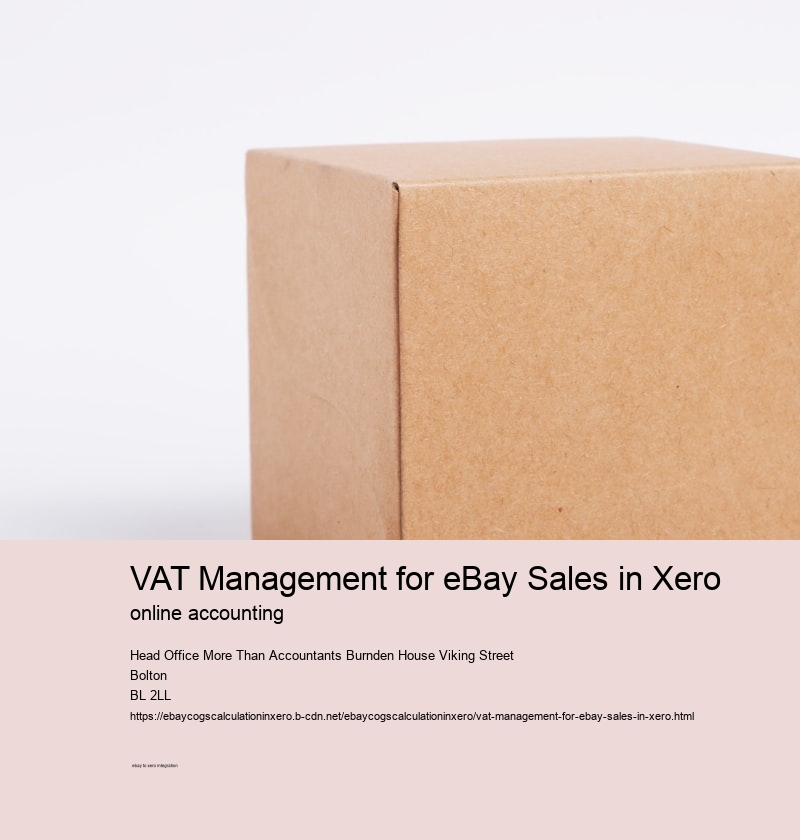 VAT Management for eBay Sales in Xero
online accounting
Head Office More Than Accountants Burnden House Viking Street
Bolton
BL 2LL
https://ebaycogscalculationinxero.b-cdn.net/ebaycogscalculationinxero/vat-management-for-ebay-sales-in-xero.html
ebay to xero integration